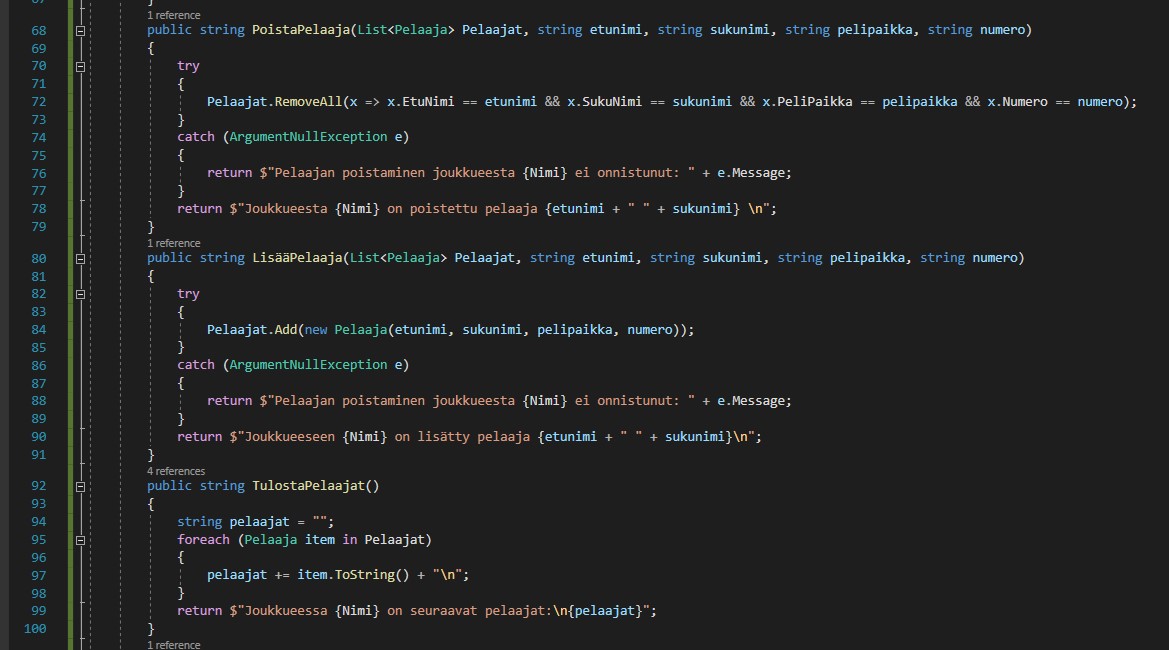 67 }
1 reference
68 public string PoistaPelaaja(List<Pelaaja> Pelaajat, string etunimi, string sukunimi, string pelipaikka, string numero)
69 {
70 try
71 {
72 Pelaajat.RemoveAll(x => x.EtuNimi == etunimi && x.SukuNimi == sukunimi && x.PeliPaikka == pelipaikka && x.Numero == numero);
73 }
74 catch (ArgumentNullException e)
75 {
76 return $"Pelaajan poistaminen joukkueesta {Nimi} ei onnistunut: " + e.Message;
77 }
78 return $"Joukkueesta {Nimi} on poistettu pelaaja {etunimi + " " + sukunimi} \n";
79 }
1 reference
80 public string LisääPelaaja(List<Pelaaja> Pelaajat, string etunimi, string sukunimi, string pelipaikka, string numero)
81 {
82 try
83 {
84 Pelaajat.Add(new Pelaaja(etunimi, sukunimi, pelipaikka, numero));
85 }
86 catch (ArgumentNullException e)
87 {
88 return $"Pelaajan poistaminen joukkueesta {Nimi} ei onnistunut: " + e.Message;
89 }
90 return $"Joukkueeseen {Nimi} on lisätty pelaaja {etunimi + " " + sukunimi}\n";
91 }
4 references
92 public string TulostaPelaajat()
93 {
94 string pelaajat = "";
95 foreach (Pelaaja item in Pelaajat)
96 {
97 pelaajat += item.ToString() + "\n";
98 }
99 return $"Joukkueessa {Nimi} on seuraavat pelaajat:\n{pelaajat}";
100 }
1 reference